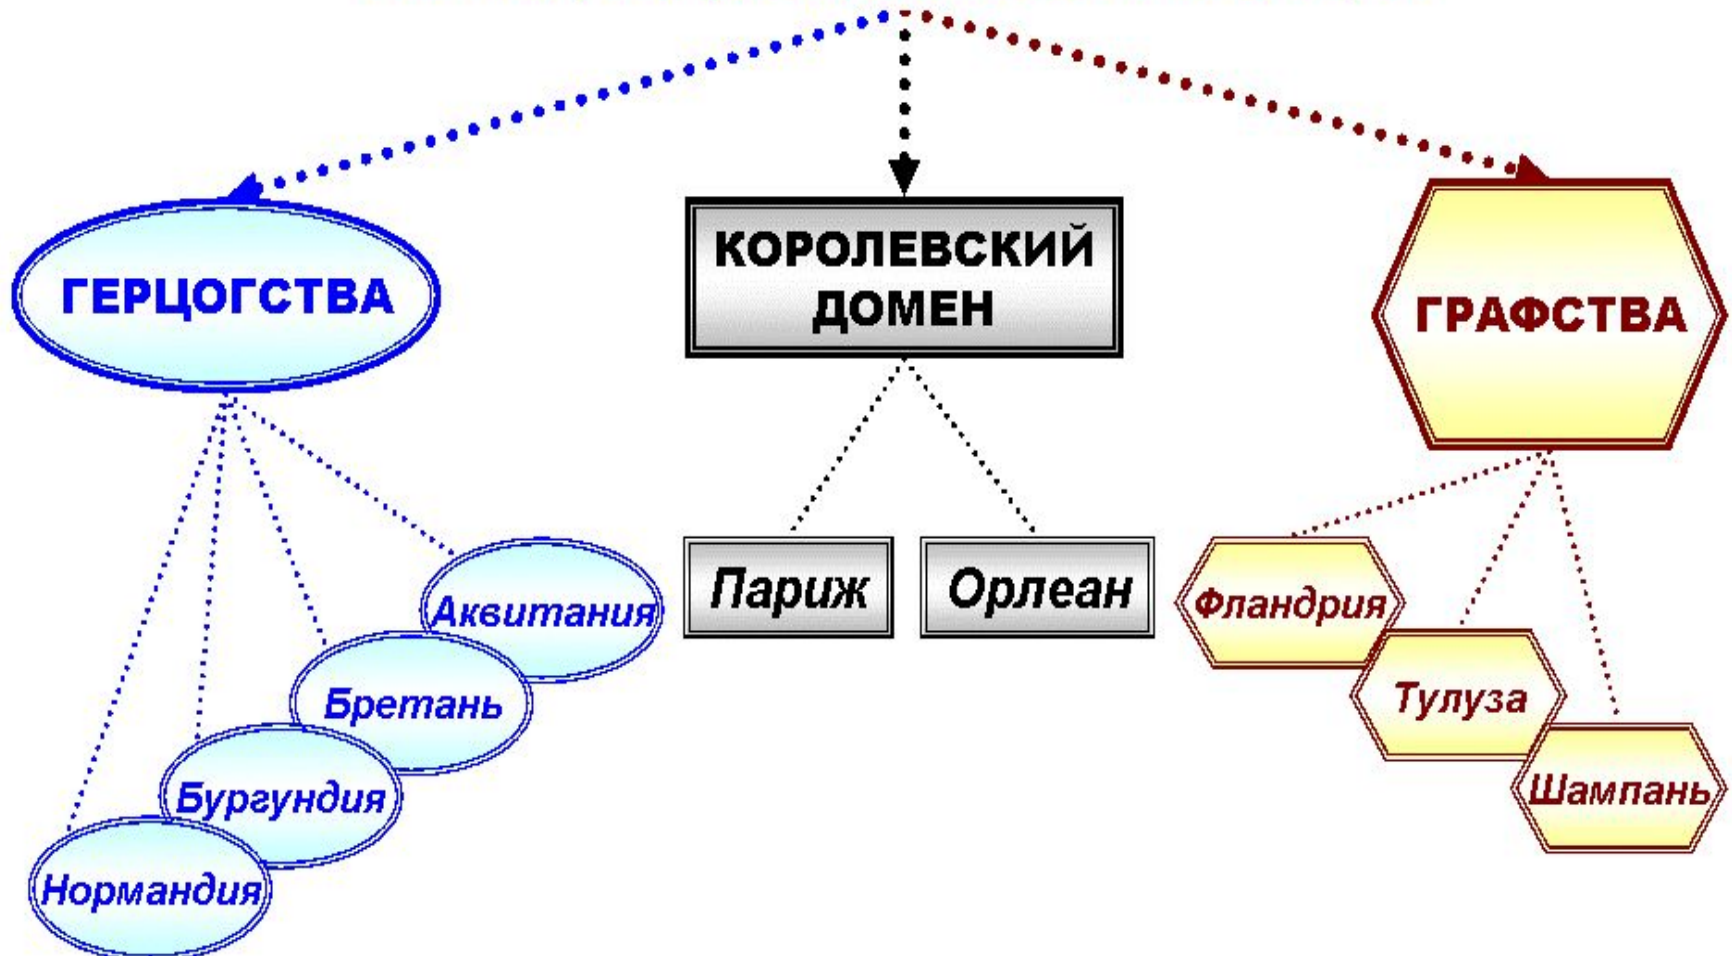 ГЕРЦОГСТВА
КОРОЛЕВСКИЙ
ДОМЕН
ГРАФСТВА
Аквитания
Бретань
Бургундия
Нормандия
Париж
Орлеан
Фландрия
Тулуза
Шампань